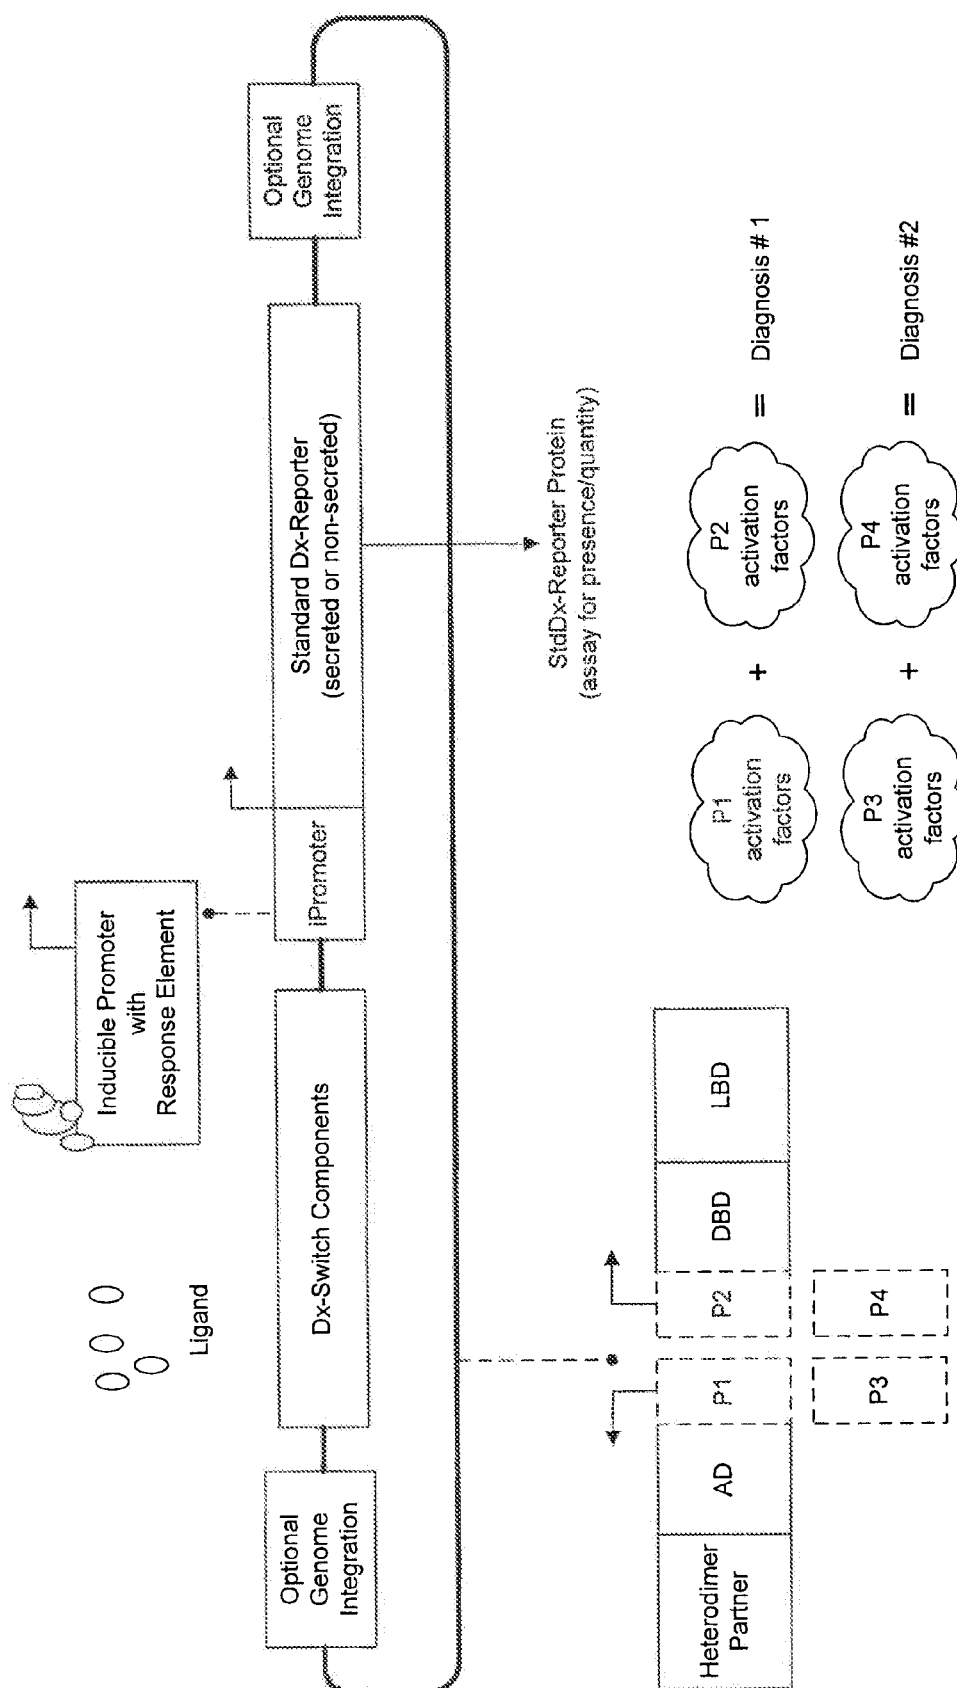 Ligand
Inducible Promoter
with
Response Element
Optional
Genome
Integration
Dx-Switch Components
iPromoter
Standard Dx-Reporter
(secreted or non-secreted)
Optional
Genome
Integration
StdDx-Reporter Protein
(assay for presence/quantity)
Heterodimer
Partner
AD
P1
P2
DBD
LBD
P3
P4
P1
activation
factors
+
P2
activation
factors
=
Diagnosis # 1
P3
activation
factors
+
P4
activation
factors
=
Diagnosis #2